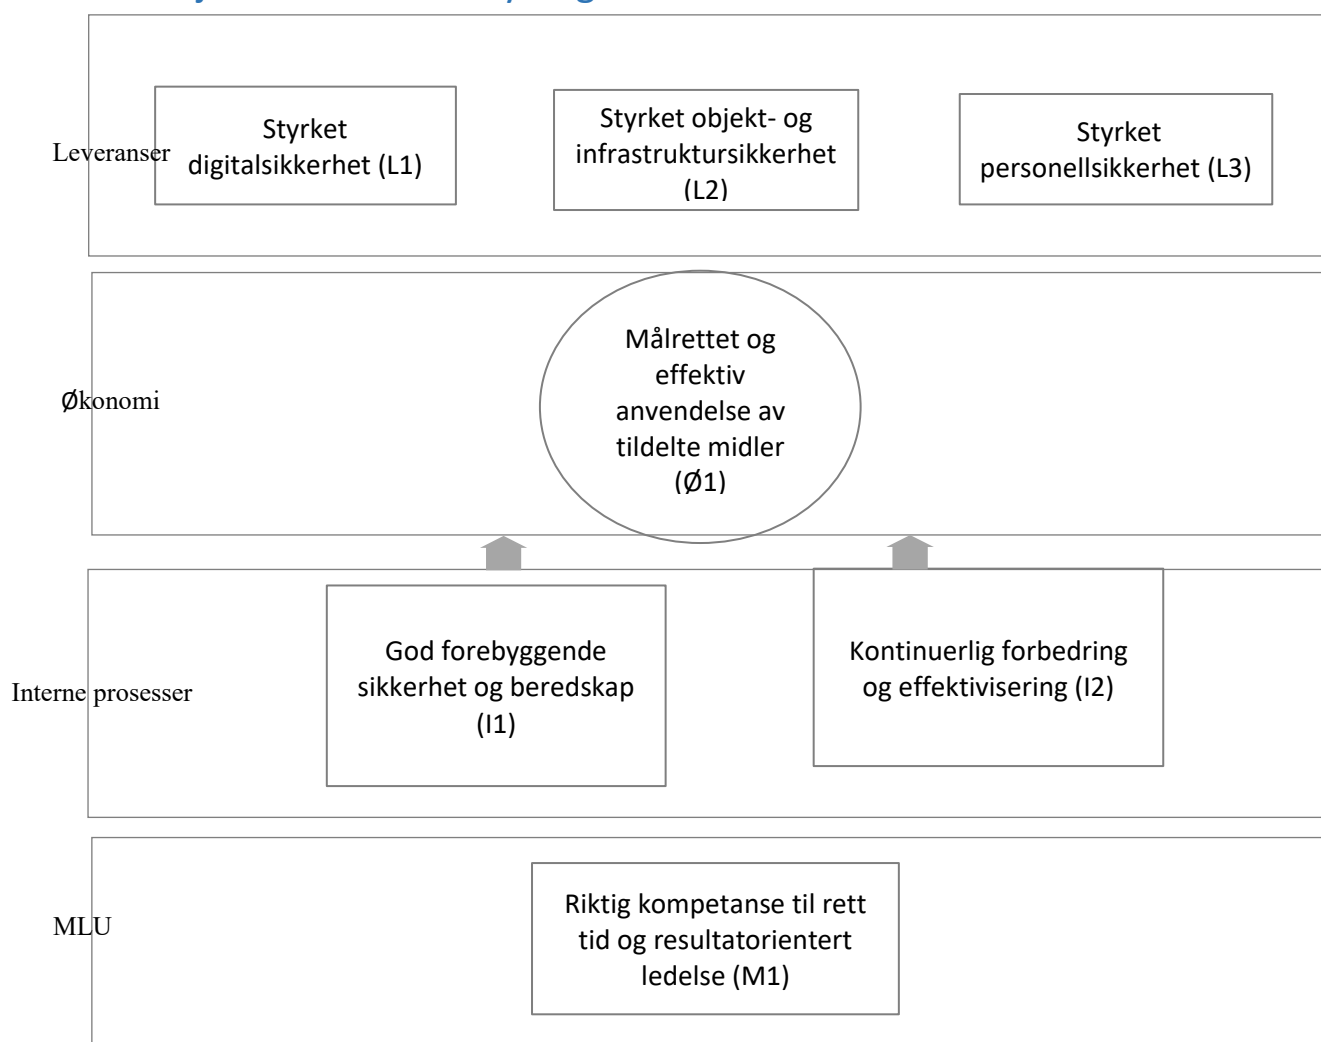 Leveranser
Styrket
digitalsikkerhet (L1)
Styrket objekt- og
infrastruktursikkerhet
(L2)
Styrket
personellsikkerhet (L3)
Økonomi
Målrettet og
effektiv
anvendelse av
tildelte midler
(Ø1)
Interne prosesser
God forebyggende
sikkerhet og beredskap
(I1)
Kontinuerlig forbedring
og effektivisering (I2)
MLU
Riktig kompetanse til rett
tid og resultatorientert
ledelse (M1)